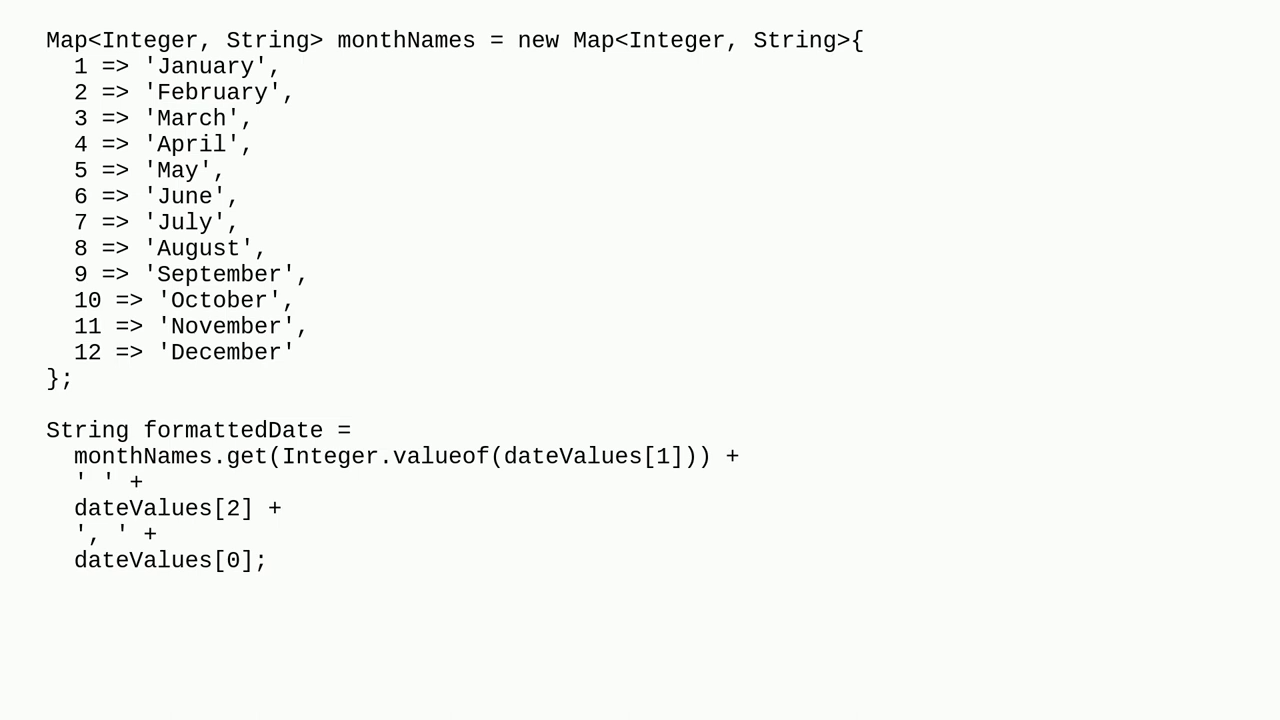 Map<Integer, String> monthNames = new Map<Integer, String>{
  1 => 'January',
  2 => 'February',
  3 => 'March',
  4 => 'April',
  5 => 'May',
  6 => 'June',
  7 => 'July',
  8 => 'August',
  9 => 'September',
  10 => 'October',
  11 => 'November',
  12 => 'December'
};

String formattedDate =
  monthNames.get(Integer.valueof(dateValues[1])) +
  ' ' +
  dateValues[2] +
  ', ' +
  dateValues[0];